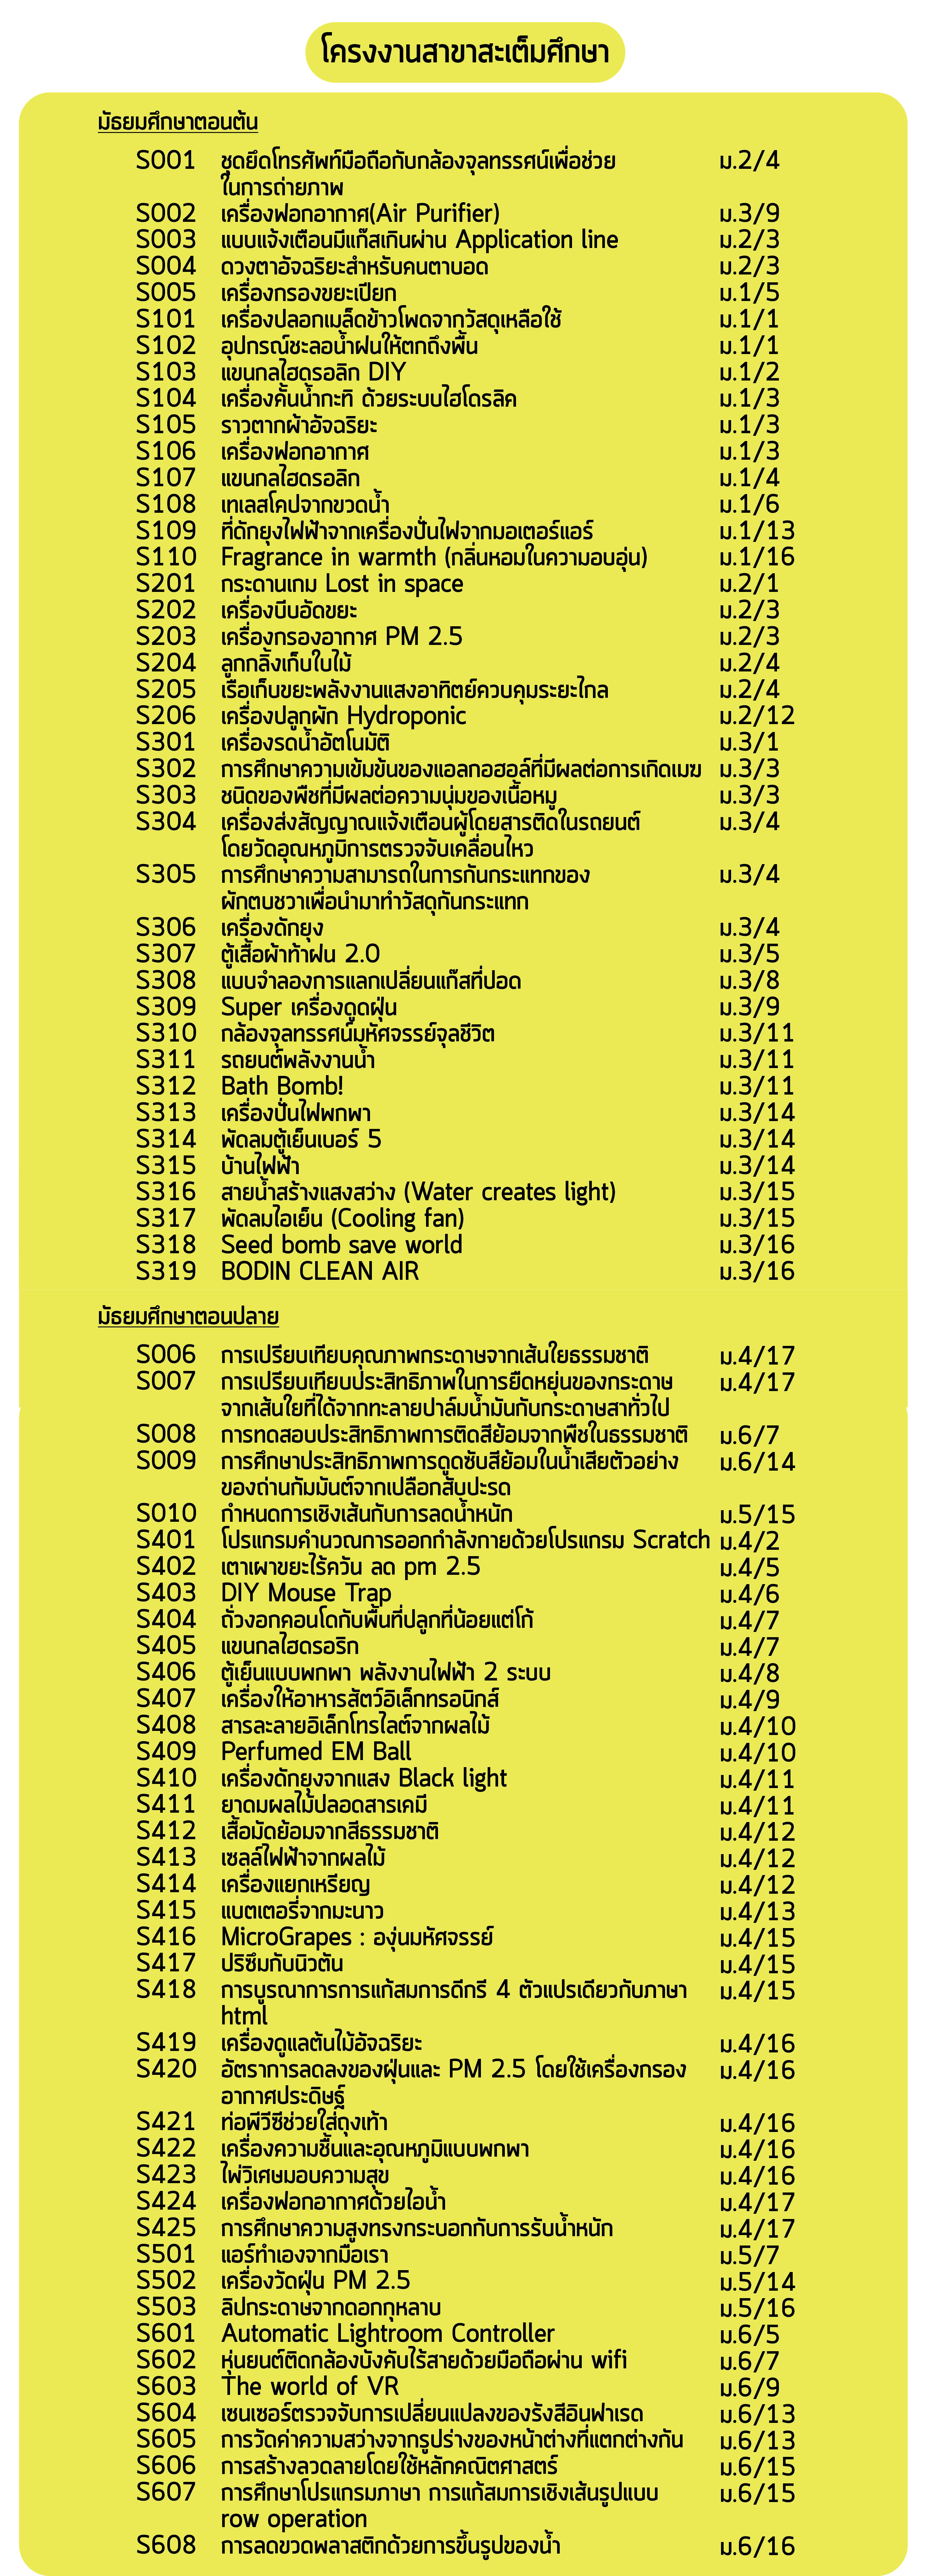 โครงงานสาขาสะเต็มศึกษา
มัธยมศึกษาตอนต้น
S001 ชุดยึดโทรศัพท์มือถือกับกล้องจุลทรรศน์เพื่อช่วย ม.2/4
ในการถ่ายภาพ
S002 เครื่องฟอกอากาศ(Air Purifier) ม.3/9
S003 แบบแจ้งเตือนมีแก๊สเกินผ่าน Application line ม.2/3
S004 ดวงตาอัจฉริยะสำหรับคนตาบอด ม.2/3
S005 เครื่องกรองขยะเปียก ม.1/5
S101 เครื่องปลอกเมล็ดข้าวโพดจากวัสดุเหลือใช้ ม.1/1
S102 อุปกรณ์ชะลอน้ำฝนให้ตกถึงพื้น ม.1/1
S103 แขนกลไฮดรอลิก DIY ม.1/2
S104 เครื่องคั้นน้ำกะทิ ด้วยระบบไฮโดรลิค ม.1/3
S105 ราวตากผ้าอัจฉริยะ ม.1/3
S106 เครื่องฟอกอากาศ ม.1/3
S107 แขนกลไฮดรอลิก ม.1/4
S108 เทเลสโคปจากขวดน้ำ ม.1/6
S109 ที่ดักยุงไฟฟ้าจากเครื่องปั่นไฟจากมอเตอร์แอร์ ม.1/13
S110 Fragrance in warmth (กลิ่นหอมในความอบอุ่น) ม.1/16
S201 กระดานเกม Lost in space ม.2/1
S202 เครื่องบีบอัดขยะ ม.2/3
S203 เครื่องกรองอากาศ PM 2.5 ม.2/3
S204 ลูกกลิ้งเก็บใบไม้ ม.2/4
S205 เรือเก็บขยะพลังงานแสงอาทิตย์ควบคุมระยะไกล ม.2/4
S206 เครื่องปลูกผัก Hydroponic ม.2/12
S301 เครื่องรดน้ำอัตโนมัติ ม.3/1
S302 การศึกษาความเข้มข้นของแอลกอฮอล์ที่มีผลต่อการเกิดเมฆ ม.3/3
S303 ชนิดของพืชที่มีผลต่อความนุ่มของเนื้อหมู ม.3/3
S304 เครื่องส่งสัญญาณแจ้งเตือนผู้โดยสารติดในรถยนต์ ม.3/4
โดยวัดอุณหภูมิการตรวจจับเคลื่อนไหว
S305 การศึกษาความสามารถในการกันกระแทกของ ม.3/4
ผักตบชวาเพื่อนำมาทำวัสดุกันกระแทก
S306 เครื่องดักยุง ม.3/4
S307 ตู้เสื้อผ้าท้าฝน 2.0 ม.3/5
S308 แบบจำลองการแลกเปลี่ยนแก๊สที่ปอด ม.3/8
S309 Super เครื่องดูดฝุ่น ม.3/9
S310 กล้องจุลทรรศน์มหัศจรรย์จุลชีวิต ม.3/11
S311 รถยนต์พลังงานน้ำ ม.3/11
S312 Bath Bomb! ม.3/11
S313 เครื่องปั่นไฟพกพา ม.3/14
S314 พัดลมตู้เย็นเบอร์ 5 ม.3/14
S315 บ้านไฟฟ้า ม.3/14
S316 สายน้ำสร้างแสงสว่าง (Water creates light) ม.3/15
S317 พัดลมไอเย็น (Cooling fan) ม.3/15
S318 Seed bomb save world ม.3/16
S319 BODIN CLEAN AIR ม.3/16
มัธยมศึกษาตอนปลาย
S006 การเปรียบเทียบคุณภาพกระดาษจากเส้นใยธรรมชาติ ม.4/17
S007 การเปรียบเทียบประสิทธิภาพในการยืดหยุ่นของกระดาษ ม.4/17
จากเส้นใยที่ได้จากทะลายปาล์มน้ำมันกับกระดาษสาทั่วไป
S008 การทดสอบประสิทธิภาพการติดสีย้อมจากพืชในธรรมชาติ ม.6/7
S009 การศึกษาประสิทธิภาพการดูดซับสีย้อมในน้ำเสียตัวอย่าง ม.6/14
ของถ่านกัมมันต์จากเปลือกสับปะรด
S010 กำหนดการเชิงเส้นกับการลดน้ำหนัก ม.5/15
S401 โปรแกรมคำนวณการออกกำลังกายด้วยโปรแกรม Scratch ม.4/2
S402 เตาเผาขยะไร้ควัน ลด pm 2.5 ม.4/5
S403 DIY Mouse Trap ม.4/6
S404 ถั่วงอกคอนโดกับพื้นที่ปลูกที่น้อยแต่โก้ ม.4/7
S405 แขนกลไฮดรอริก ม.4/7
S406 ตู้เย็นแบบพกพา พลังงานไฟฟ้า 2 ระบบ ม.4/8
S407 เครื่องให้อาหารสัตว์อิเล็กทรอนิกส์ ม.4/9
S408 สารละลายอิเล็กโทรไลต์จากผลไม้ ม.4/10
S409 Perfumed EM Ball ม.4/10
S410 เครื่องดักยุงจากแสง Black light ม.4/11
S411 ยาดมผลไม้ปลอดสารเคมี ม.4/11
S412 เสื้อมัดย้อมจากสีธรรมชาติ ม.4/12
S413 เซลล์ไฟฟ้าจากผลไม้ ม.4/12
S414 เครื่องแยกเหรียญ ม.4/12
S415 แบตเตอรี่จากมะนาว ม.4/13
S416 MicroGrapes : องุ่นมหัศจรรย์ ม.4/15
S417 ปริซึมกับนิวตัน ม.4/15
S418 การบูรณาการการแก้สมการดีกรี 4 ตัวแปรเดียวกับภาษา ม.4/15
html
S419 เครื่องดูแลต้นไม้อัจฉริยะ ม.4/16
S420 อัตราการลดลงของฝุ่นและ PM 2.5 โดยใช้เครื่องกรอง ม.4/16
อากาศประดิษฐ์
S421 ท่อพีวีซีช่วยใส่ถุงเท้า ม.4/16
S422 เครื่องความชื้นและอุณหภูมิแบบพกพา ม.4/16
S423 ไพ่วิเศษมอบความสุข ม.4/16
S424 เครื่องฟอกอากาศด้วยไอน้ำ ม.4/17
S425 การศึกษาความสูงทรงกระบอกกับการรับน้ำหนัก ม.4/17
S501 แอร์ทำเองจากมือเรา ม.5/7
S502 เครื่องวัดฝุ่น PM 2.5 ม.5/14
S503 ลิปกระดาษจากดอกกุหลาบ ม.5/16
S601 Automatic Lightroom Controller ม.6/5
S602 หุ่นยนต์ติดกล้องบังคับไร้สายด้วยมือถือผ่าน wifi ม.6/7
S603 The world of VR ม.6/9
S604 เซนเซอร์ตรวจจับการเปลี่ยนแปลงของรังสีอินฟาเรด ม.6/13
S605 การวัดค่าความสว่างจากรูปร่างของหน้าต่างที่แตกต่างกัน ม.6/13
S606 การสร้างลวดลายโดยใช้หลักคณิตศาสตร์ ม.6/15
S607 การศึกษาโปรแกรมภาษา การแก้สมการเชิงเส้นรูปแบบ ม.6/15
row operation
S608 การลดขวดพลาสติกด้วยการขึ้นรูปของน้ำ ม.6/16